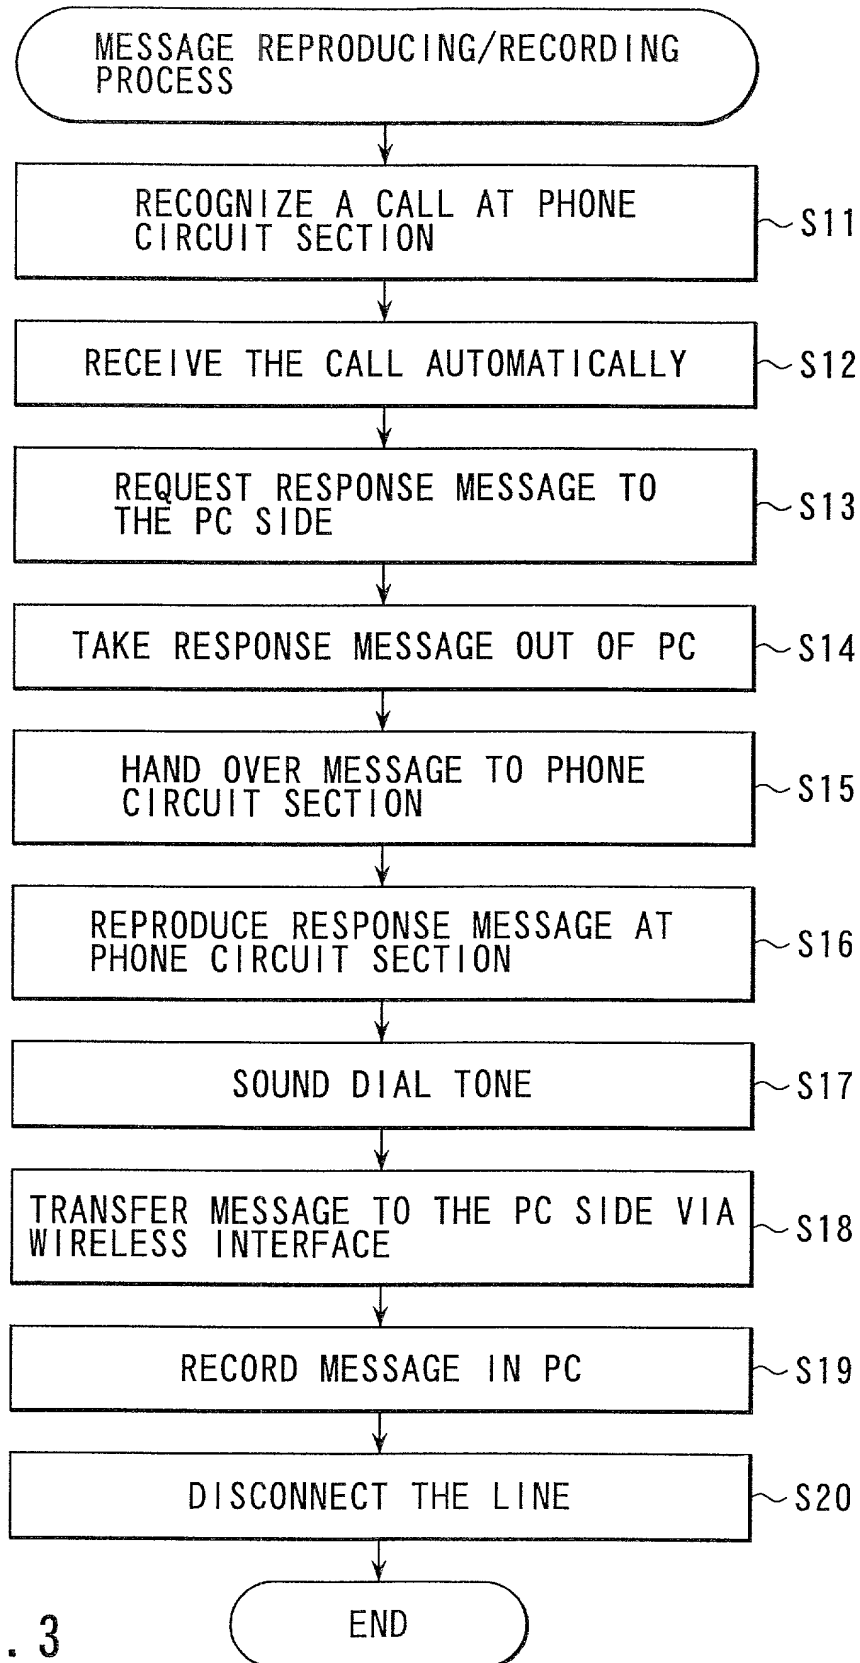 MESSAGE REPRODUCING/RECORDING
PROCESS
RECOGNIZE A CALL AT PHONE
CIRCUIT SECTION
S11
RECEIVE THE CALL AUTOMATICALLY
S12
REQUEST RESPONSE MESSAGE TO
THE PC SIDE
S13
TAKE RESPONSE MESSAGE OUT OF PC
S14
HAND OVER MESSAGE TO PHONE
CIRCUIT SECTION
S15
REPRODUCE RESPONSE MESSAGE AT
PHONE CIRCUIT SECTION
S16
SOUND DIAL TONE
S17
TRANSFER MESSAGE TO THE PC SIDE VIA
WIRELESS INTERFACE
S18
RECORD MESSAGE IN PC
S19
DISCONNECT THE LINE
S20
END
. 3